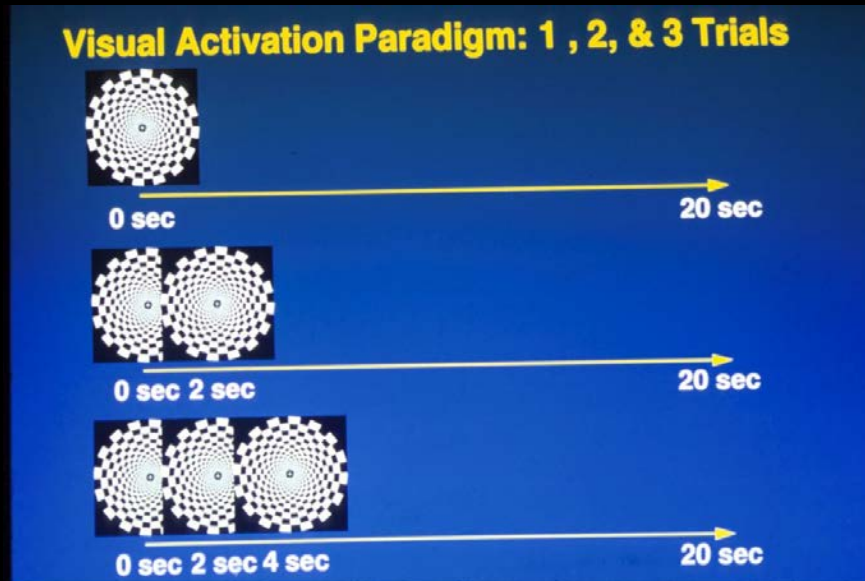 Visual Activation Paradigm: 1 , 2, & 3 Trials
0 sec 20 sec
0 sec 2 sec 20 sec
0 sec 2 sec 4 sec 20 sec